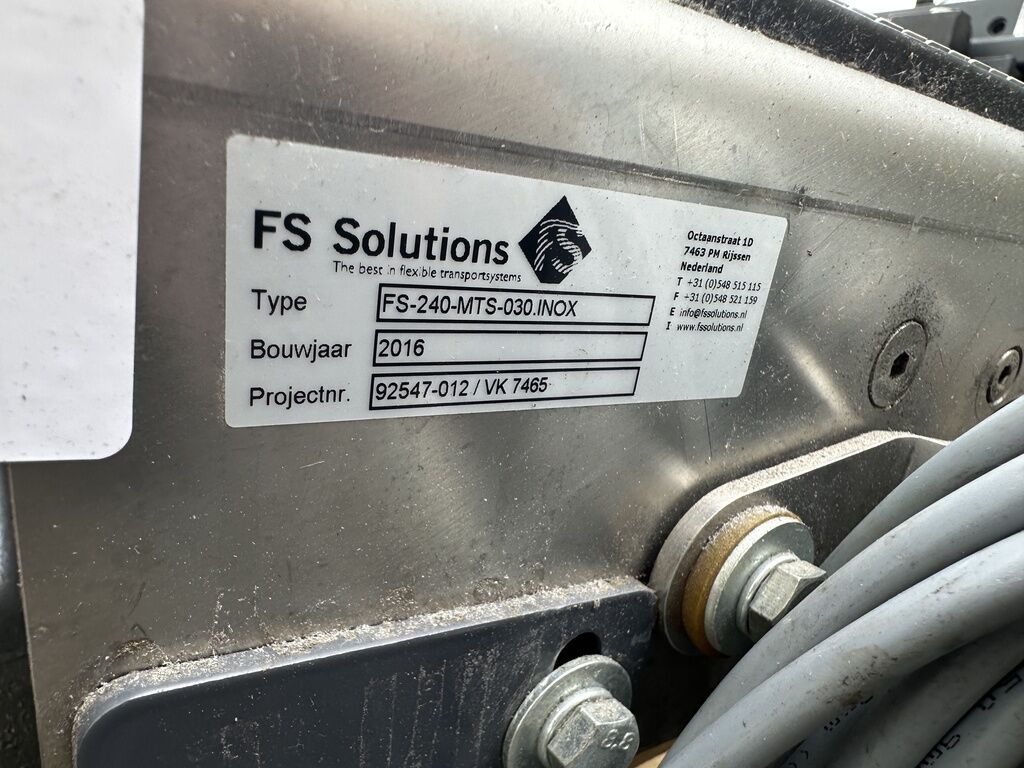 FS Solutions
The best in flexible transportsystems
Octaanstraat 1D
7463 PM Rijssen
Nederland
T +31 (0)548 515 115
F +31 (0)548 521 159
E info@fssolutions.nl
I www.fssolutions.nl
Type FS-240-MTS-030.INOX
Bouwjaar 2016
Projectnr. 92547-012 / VK 7465
8.8